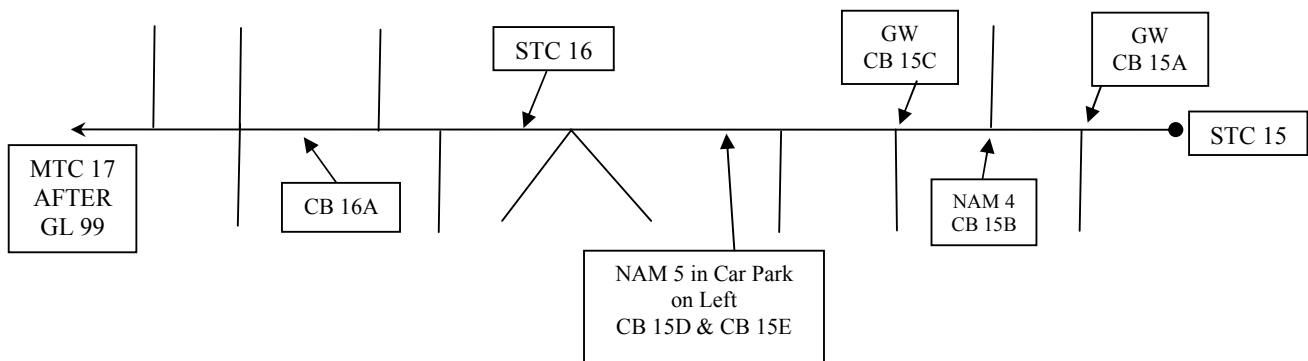 STC 16
GW
CB 15C
GW
CB 15A
STC 15
MTC 17
AFTER
GL 99
CB 16A
NAM 4
CB 15B
NAM 5 in Car Park
on Left
CB 15D & CB 15E